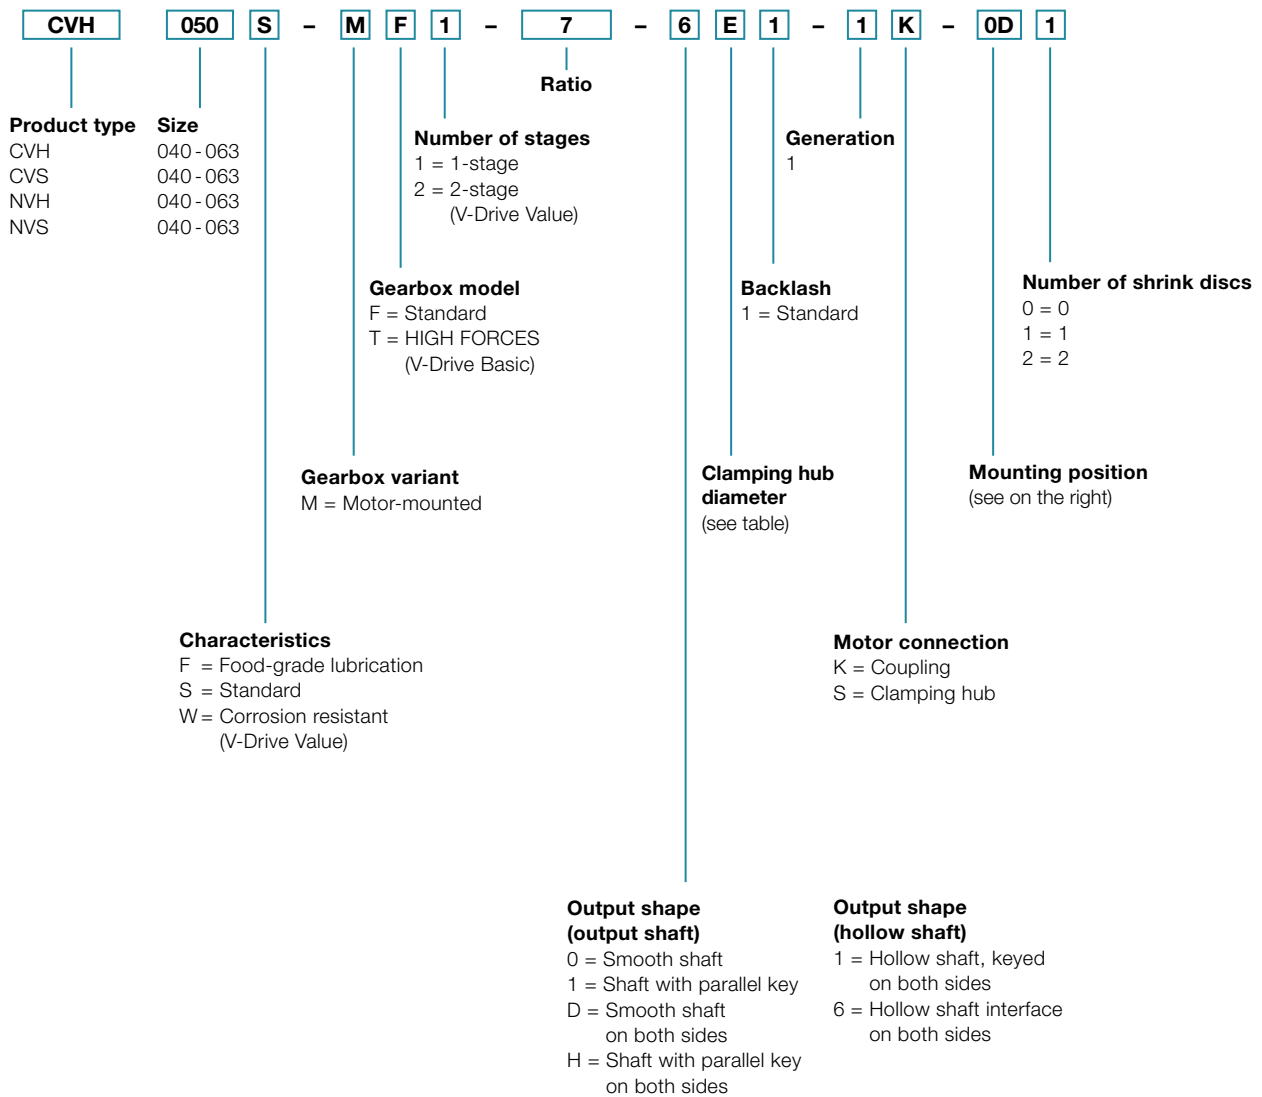 CVH 050 S – M F 1 – 7 – 6 E 1 – 1 K – 0D 1
Ratio
Product type
CVH
CVS
NVH
NVS
Size
040 - 063
040 - 063
040 - 063
040 - 063
Number of stages
1 = 1-stage
2 = 2-stage
(V-Drive Value)
Generation
1
Gearbox model
F = Standard
T = HIGH FORCES
(V-Drive Basic)
Backlash
1 = Standard
Number of shrink discs
0 = 0
1 = 1
2 = 2
Gearbox variant
M = Motor-mounted
Clamping hub
diameter
(see table)
Mounting position
(see on the right)
Characteristics
F = Food-grade lubrication
S = Standard
W = Corrosion resistant
(V-Drive Value)
Motor connection
K = Coupling
S = Clamping hub
Output shape
(output shaft)
0 = Smooth shaft
1 = Shaft with parallel key
D = Smooth shaft
on both sides
H = Shaft with parallel key
on both sides
Output shape
(hollow shaft)
1 = Hollow shaft, keyed
on both sides
6 = Hollow shaft interface
on both sides